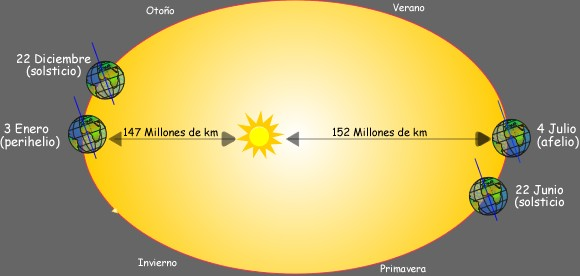 Otoño
Verano
22 Diciembre
(solsticio)
3 Enero
(perihelio)
147 Millones de km
152 Millones de km
4 Julio
(afelio)
22 Junio
(solsticio
Invierno
Primavera